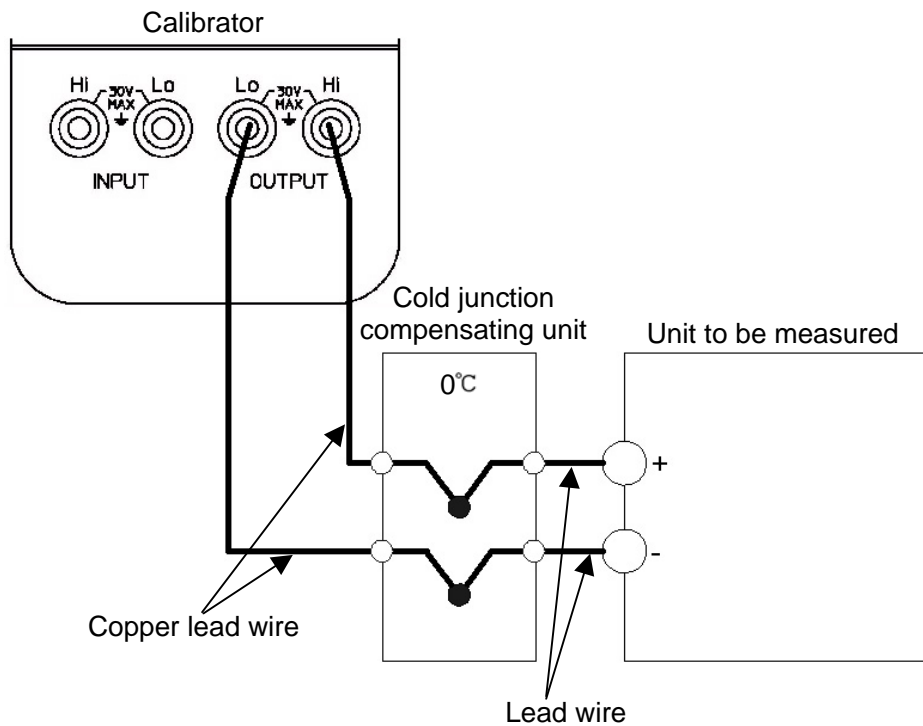 Calibrator
Hi 30V MAX Lo
Lo 30V MAX Hi
INPUT
OUTPUT
Cold junction
compensating unit
Unit to be measured
0℃
+
-
Copper lead wire
Lead wire